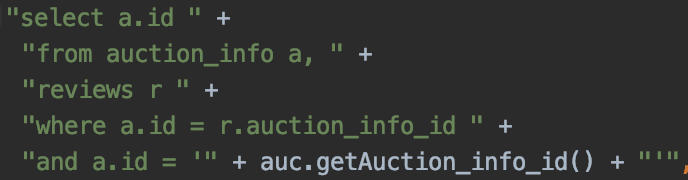 "select a.id " +
"from auction_info a, " +
"reviews r " +
"where a.id = r.auction_info_id " +
"and a.id = '" + auc.getAuction_info_id() + "'",